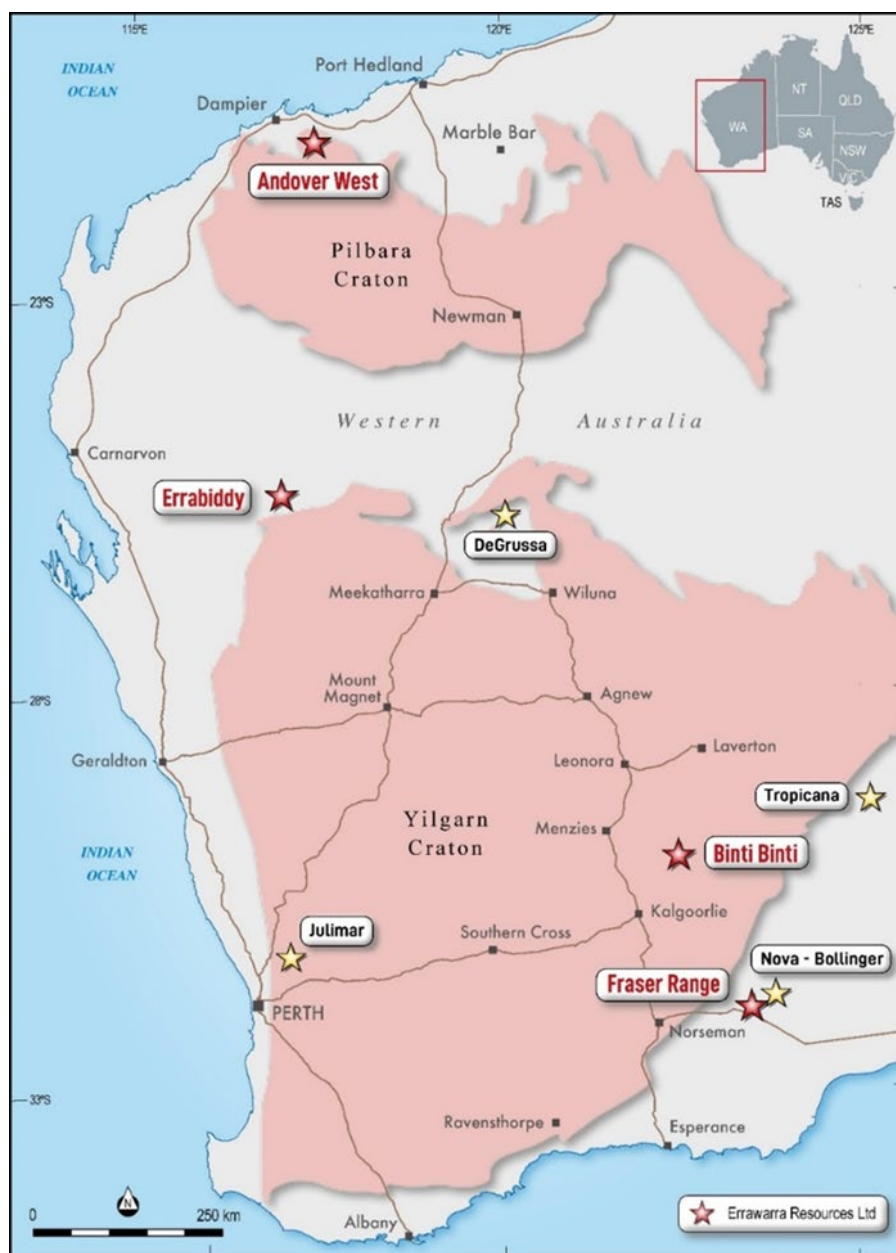 115°E
120°E
125°E
INDIAN
OCEAN
Port Hedland
Dampier
Marble Bar
Andover West
NT
QLD
WA
SA
NSW
VIC
TAS
Pilbara
Craton
23°S
Newman
Western Australia
Carnarvon
Errabiddy
DeGrussa
Meekatharra
Wiluna
Mount
Magnet
Agnew
28°S
Geraldton
Leonora
Laverton
Tropicana
Yilgarn
Craton
Menzies
Binti Binti
INDIAN
OCEAN
Kalgoorlie
Julimar
Southern Cross
Nova - Bollinger
Fraser Range
PERTH
Norseman
33°S
Ravensthorpe
Esperance
N
0 250 km
Albany
Errawarra Resources Ltd